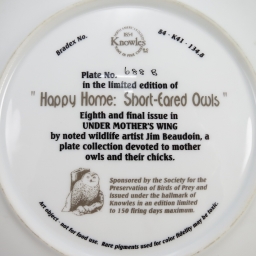 Knowles
Bradex No.
84 - K41 - 134.8
Plate No. 688 B
in the limited edition of
" Happy Home: Short-Eared Owls "
Eighth and final issue in
UNDER MOTHER'S WING
by noted wildlife artist Jim Beaudoin, a
plate collection devoted to mother
owls and their chicks.
Sponsored by the Society for the
Preservation of Birds of Prey and
issued under the hallmark of
Knowles in an edition limited
to 150 firing days maximum.
Art object not for food use. Rare pigments used for color fidelity may be toxic.